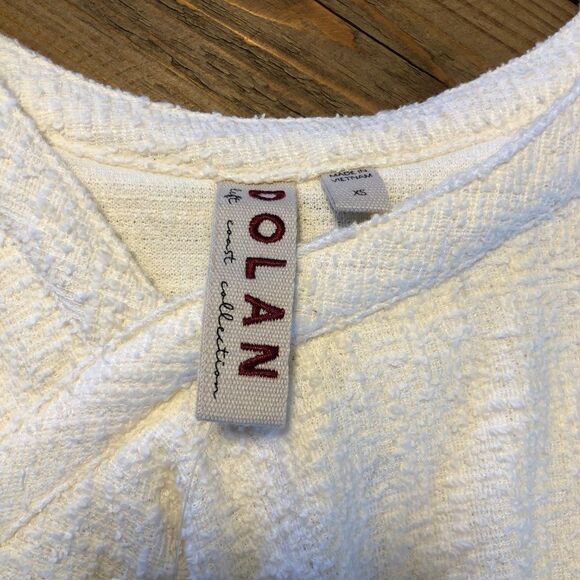 DOLAN
left coast collection
MADE IN
VIETNAM
XS